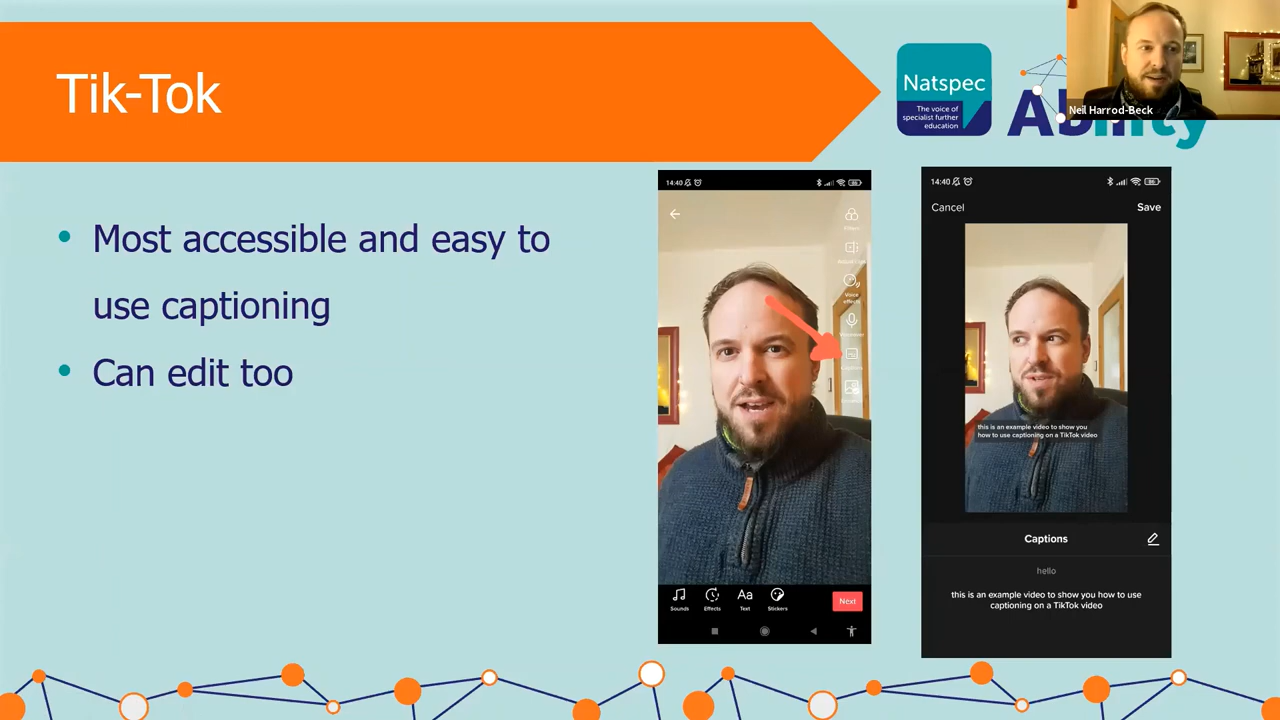 Tik-Tok
Natspec
The voice of
specialist further
education
Ability
Neil Harrod-Beck
Most accessible and easy to
use captioning
Can edit too
14:40
Voice
effects
Sounds
Effects
Text
Stickers
Next
14:40
Cancel
Save
this is an example video to show you
how to use captioning on a TikTok video
Captions
hello
this is an example video to show you how to use
captioning on a TikTok video